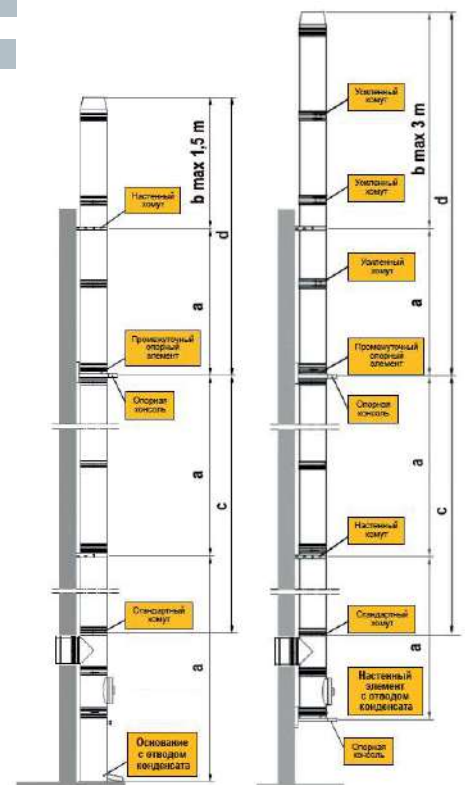 b max 1,5 m
d
Настенный
хомут
a
Промежуточный
опорный
элемент
Опорная
консоль
a
c
Стандартный
хомут
a
Основание
с отводом
конденсата
Усиленный
хомут
b max 3 m
d
Усиленный
хомут
Усиленный
хомут
a
Промежуточный
опорный
элемент
Опорная
консоль
a
c
Настенный
хомут
Стандартный
хомут
a
Настенный
элемент
с отводом
конденсата
Опорная
консоль